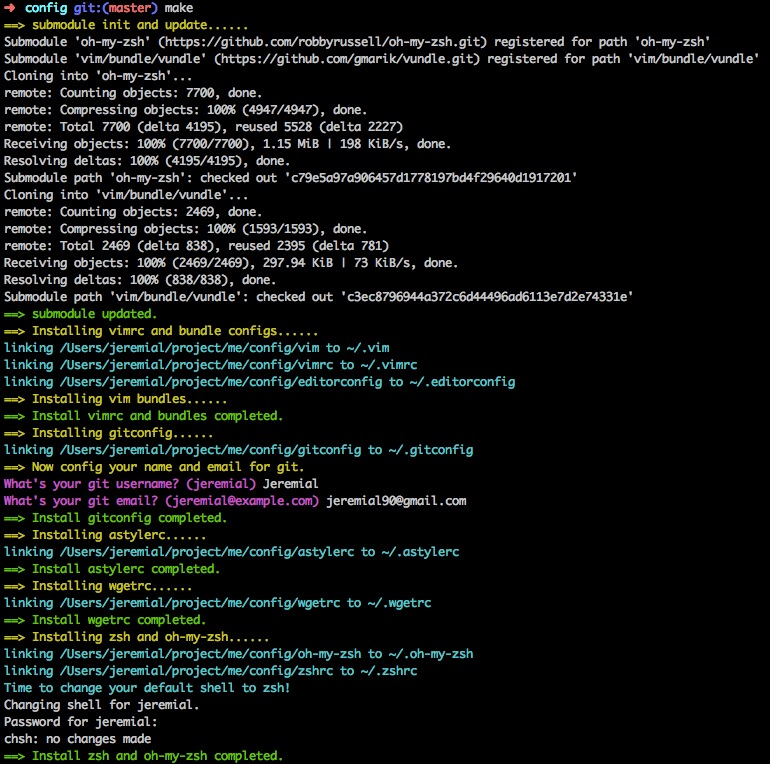 ➜ config git:(master) make
==> submodule init and update......
Submodule 'oh-my-zsh' (https://github.com/robbyrussell/oh-my-zsh.git) registered for path 'oh-my-zsh'
Submodule 'vim/bundle/vundle' (https://github.com/gmarik/vundle.git) registered for path 'vim/bundle/vundle'
Cloning into 'oh-my-zsh'...
remote: Counting objects: 7700, done.
remote: Compressing objects: 100% (4947/4947), done.
remote: Total 7700 (delta 4195), reused 5528 (delta 2227)
Receiving objects: 100% (7700/7700), 1.15 MiB | 198 KiB/s, done.
Resolving deltas: 100% (4195/4195), done.
Submodule path 'oh-my-zsh': checked out 'c79e5a97a906457d1778197bd4f29640d1917201'
Cloning into 'vim/bundle/vundle'...
remote: Counting objects: 2469, done.
remote: Compressing objects: 100% (1593/1593), done.
remote: Total 2469 (delta 838), reused 2395 (delta 781)
Receiving objects: 100% (2469/2469), 297.94 KiB | 73 KiB/s, done.
Resolving deltas: 100% (838/838), done.
Submodule path 'vim/bundle/vundle': checked out 'c3ec8796944a372c6d44496ad6113e7d2e74331e'
==> submodule updated.
==> Installing vimrc and bundle configs......
linking /Users/jeremial/project/me/config/vim to ~/.vim
linking /Users/jeremial/project/me/config/vimrc to ~/.vimrc
linking /Users/jeremial/project/me/config/editorconfig to ~/.editorconfig
==> Installing vim bundles......
==> Install vimrc and bundles completed.
==> Installing gitconfig......
linking /Users/jeremial/project/me/config/gitconfig to ~/.gitconfig
==> Now config your name and email for git.
What's your git username? (jeremial) Jeremial
What's your git email? (jeremial@example.com) jeremial90@gmail.com
==> Install gitconfig completed.
==> Installing astylerc......
linking /Users/jeremial/project/me/config/astylerc to ~/.astylerc
==> Install astylerc completed.
==> Installing wgetrc......
linking /Users/jeremial/project/me/config/wgetrc to ~/.wgetrc
==> Install wgetrc completed.
==> Installing zsh and oh-my-zsh......
linking /Users/jeremial/project/me/config/oh-my-zsh to ~/.oh-my-zsh
linking /Users/jeremial/project/me/config/zshrc to ~/.zshrc
Time to change your default shell to zsh!
Changing shell for jeremial.
Password for jeremial:
chsh: no changes made
==> Install zsh and oh-my-zsh completed.